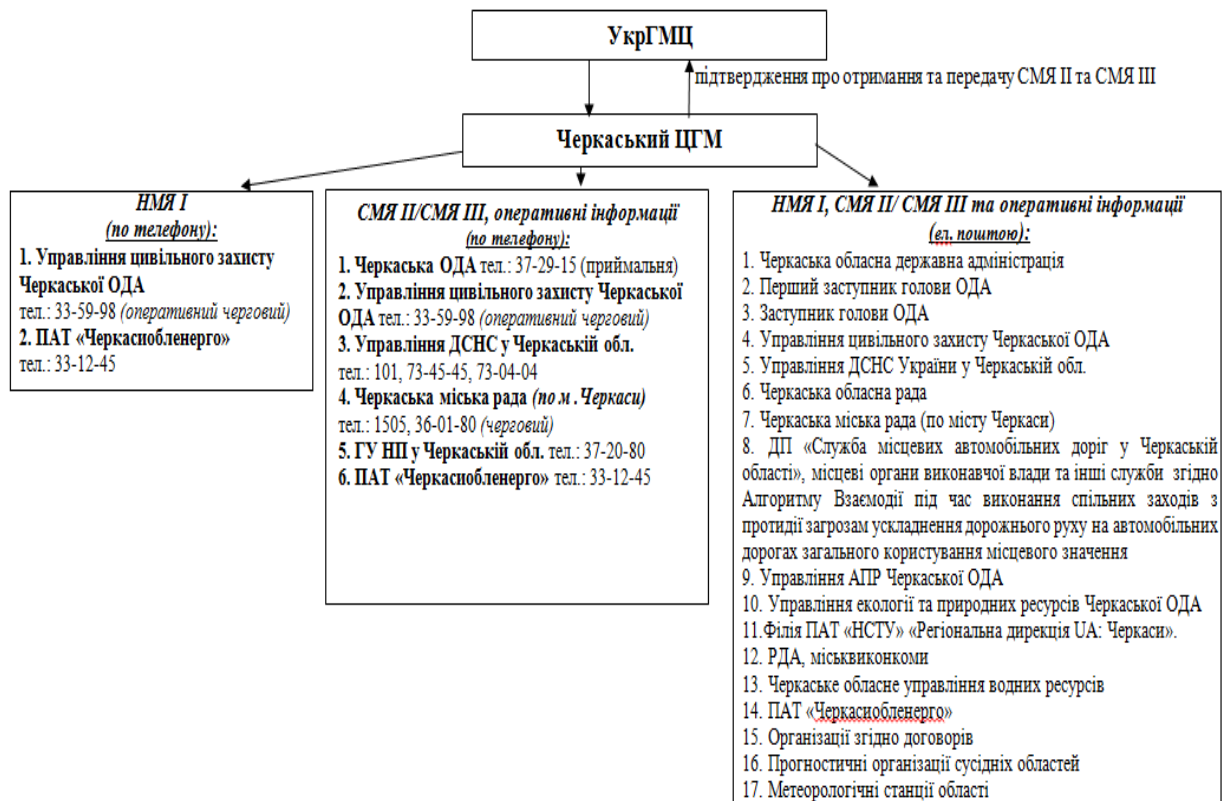 УкрГМЦ
підтвердження про отримання та передачу СМЯ ІІ та СМЯ ІІІ
Черкаський ЦГМ
НМЯ І
(по телефону):
1. Управління цивільного захисту
Черкаської ОДА
тел.: 33-59-98 (оперативний черговий)
2. ПАТ «Черкасиобленерго»
тел.: 33-12-45
СМЯ ІІ/СМЯ ІІІ, оперативні інформації
(по телефону):
1. Черкаська ОДА тел.: 37-29-15 (приймальня)
2. Управління цивільного захисту Черкаської
ОДА тел.: 33-59-98 (оперативний черговий)
3. Управління ДСНС у Черкаській обл.
тел.: 101, 73-45-45, 73-04-04
4. Черкаська міська рада (по м .Черкаси)
тел.: 1505, 36-01-80 (черговий)
5. ГУ НП у Черкаській обл. тел.: 37-20-80
6. ПАТ «Черкасиобленерго» тел.: 33-12-45
НМЯ І, СМЯ ІІ/ СМЯ ІІІ та оперативні інформації
(ел. поштою):
1. Черкаська обласна державна адміністрація
2. Перший заступник голови ОДА
3. Заступник голови ОДА
4. Управління цивільного захисту Черкаської ОДА
5. Управління ДСНС України у Черкаській обл.
6. Черкаська обласна рада
7. Черкаська міська рада (по місту Черкаси)
8. ДП «Служба місцевих автомобільних доріг у Черкаській
області», місцеві органи виконавчої влади та інші служби згідно
Алгоритму Взаємодії під час виконання спільних заходів з
протидії загрозам ускладнення дорожнього руху на автомобільних
дорогах загального користування місцевого значення
9. Управління АПР Черкаської ОДА
10. Управління екології та природних ресурсів Черкаської ОДА
11.Філія ПАТ «НСТУ» «Регіональна дирекція UA: Черкаси».
12. РДА, міськвиконкоми
13. Черкаське обласне управління водних ресурсів
14. ПАТ «Черкасиобленерго»
15. Організації згідно договорів
16. Прогностичні організації сусідніх областей
17. Метеорологічні станції області